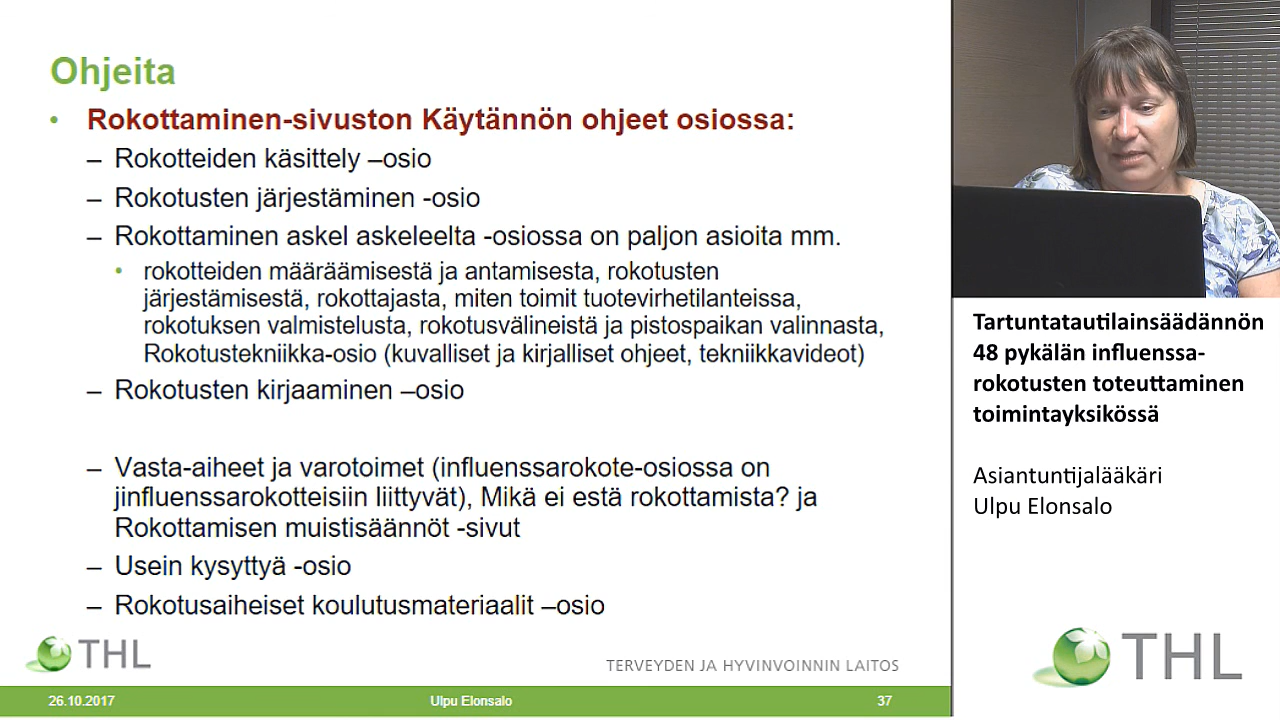 Ohjeita
• Rokottaminen-sivuston Käytännön ohjeet osiossa:
– Rokotteiden käsittely –osio
– Rokotusten järjestäminen -osio
– Rokottaminen askel askeleelta -osiossa on paljon asioita mm.
• rokotteiden määräämisestä ja antamisesta, rokotusten
järjestämisestä, rokottajasta, miten toimit tuotevirhetilanteissa,
rokotuksen valmistelusta, rokotusvälineistä ja pistospaikan valinnasta,
Rokotustekniikka-osio (kuvalliset ja kirjalliset ohjeet, tekniikkavideot)
– Rokotusten kirjaaminen –osio
– Vasta-aiheet ja varotoimet (influenssarokote-osiossa on
jinfluenssarokotteisiin liittyvät), Mikä ei estä rokottamista? ja
Rokottamisen muistisäännöt -sivut
– Usein kysyttyä -osio
– Rokotusaiheiset koulutusmateriaalit –osio
THL
TERVEYDEN JA HYVINVOINNIN LAITOS
26.10.2017
Ulpu Elonsalo
37
Tartuntatautilainsäädännön
48 pykälän influenssa-
rokotusten toteuttaminen
toimintayksikössä
Asiantuntijalääkäri
Ulpu Elonsalo
THL